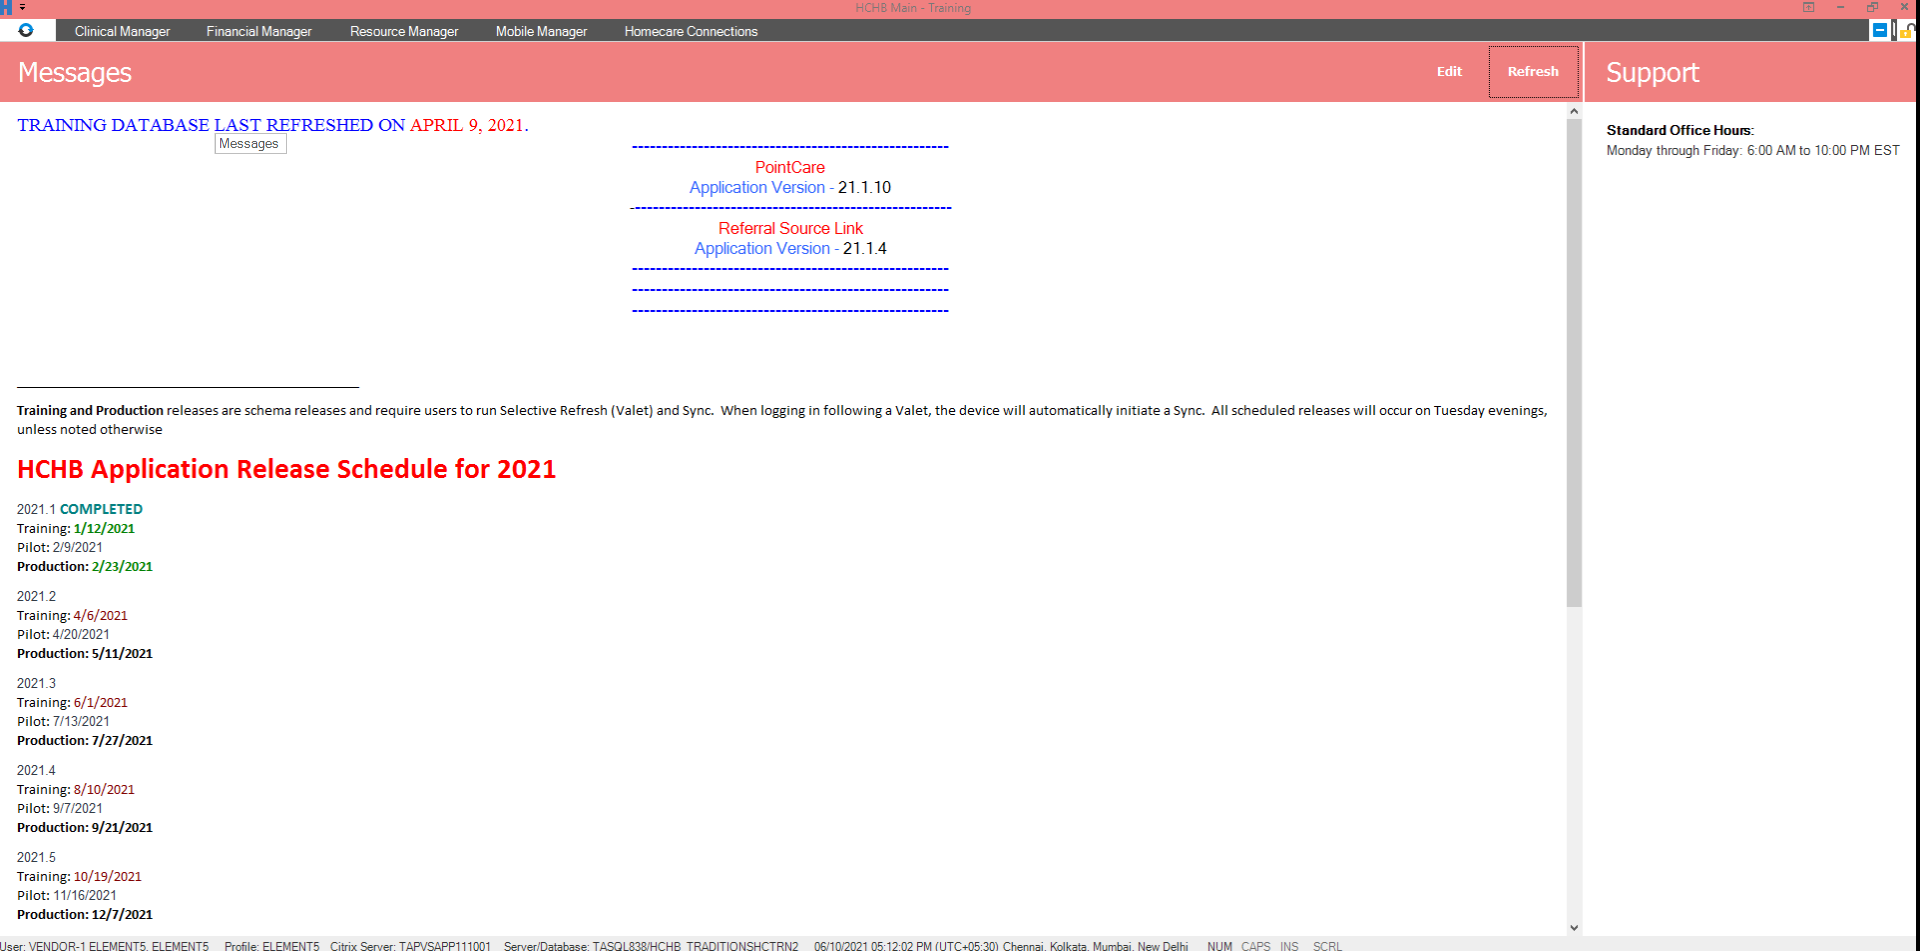 HCHB Main - Training
Clinical Manager Financial Manager Resource Manager Mobile Manager Homecare Connections
Messages Edit Refresh Support
TRAINING DATABASE LAST REFRESHED ON APRIL 9, 2021.
Messages
Standard Office Hours:
Monday through Friday: 6:00 AM to 10:00 PM EST
-----------------------------------------------------
PointCare
Application Version - 21.1.10
------------------------------------------------------
Referral Source Link
Application Version - 21.1.4
-----------------------------------------------------
-----------------------------------------------------
-----------------------------------------------------
Training and Production releases are schema releases and require users to run Selective Refresh (Valet) and Sync.  When logging in following a Valet, the device will automatically initiate a Sync.  All scheduled releases will occur on Tuesday evenings,
unless noted otherwise
HCHB Application Release Schedule for 2021
2021.1 COMPLETED
Training: 1/12/2021
Pilot: 2/9/2021
Production: 2/23/2021
2021.2
Training: 4/6/2021
Pilot: 4/20/2021
Production: 5/11/2021
2021.3
Training: 6/1/2021
Pilot: 7/13/2021
Production: 7/27/2021
2021.4
Training: 8/10/2021
Pilot: 9/7/2021
Production: 9/21/2021
2021.5
Training: 10/19/2021
Pilot: 11/16/2021
Production: 12/7/2021
User: VENDOR-1 ELEMENT5, ELEMENT5 Profile: ELEMENT5 Citrix Server: TAPVSAPP111001 Server/Database: TASQL838/HCHB_TRADITIONSHCTRN2 06/10/2021 05:12:02 PM (UTC+05:30) Chennai, Kolkata, Mumbai, New Delhi NUM CAPS INS SCRL